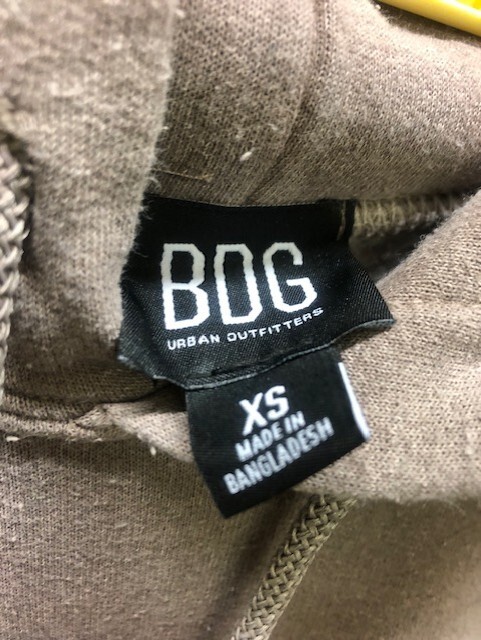 BDG
URBAN OUTFITTERS
XS
MADE IN
BANGLADESH